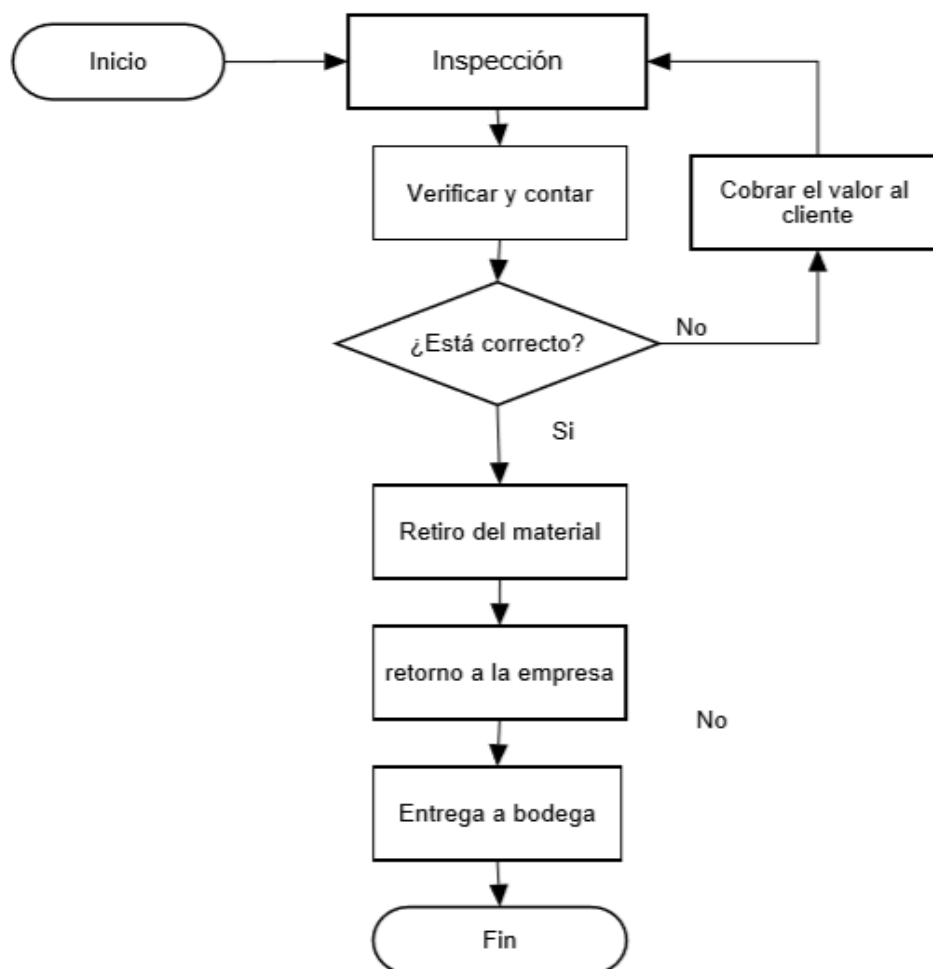 Inicio
Inspección
Verificar y contar
Cobrar el valor al
cliente
¿Está correcto?
No
Si
Retiro del material
retorno a la empresa
No
Entrega a bodega
Fin